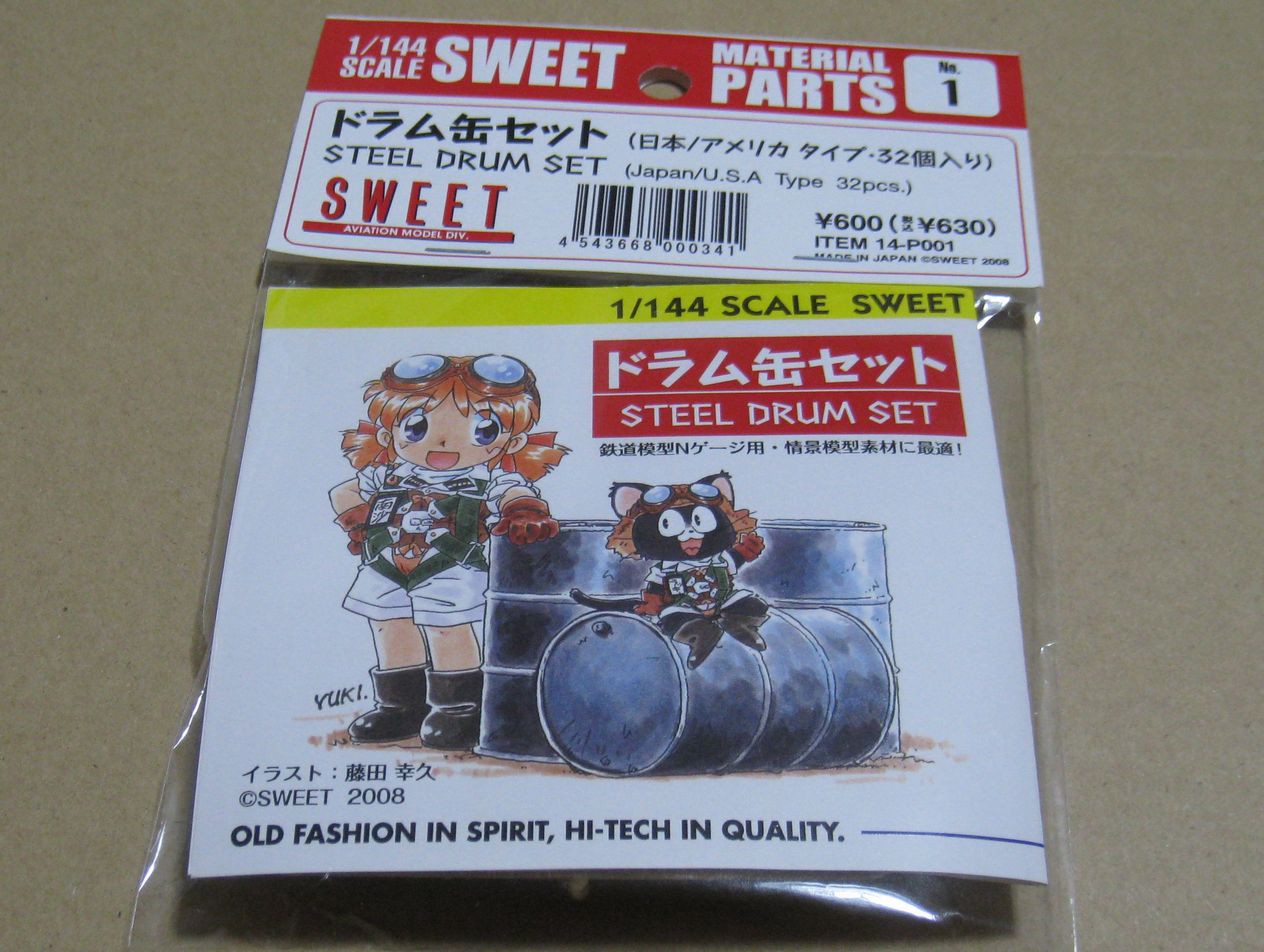 1/144 SCALE SWEET
MATERIAL PARTS
No. 1
ドラム缶セット (日本/アメリカ タイプ・32個入り)
STEEL DRUM SET (Japan/U.S.A Type 32pcs.)
SWEET
AVIATION MODEL DIV.
4 543668 000341
¥600 (税込 ¥630)
ITEM 14-P001
MADE IN JAPAN ©SWEET 2008
1/144 SCALE SWEET
ドラム缶セット
STEEL DRUM SET
鉄道模型Nゲージ用・情景模型素材に最適!
YUKI.
イラスト:藤田 幸久
©SWEET 2008
OLD FASHION IN SPIRIT, HI-TECH IN QUALITY.